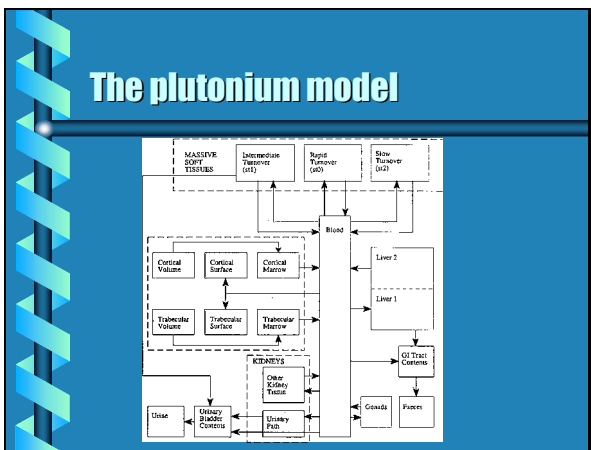 The plutonium model
MASSIVE
SOFT
TISSUES
Intermediate
Turnover
(st1)
Rapid
Turnover
(st0)
Slow
Turnover
(st2)
Blood
Liver 2
Cortical
Volume
Cortical
Surface
Cortical
Marrow
Liver 1
Trabecular
Volume
Trabecular
Surface
Trabecular
Marrow
KIDNEYS
GI Tract
Contents
Other
Kidney
Tissue
Urine
Urinary
Bladder
Contents
Urinary
Path
Gonads
Faeces